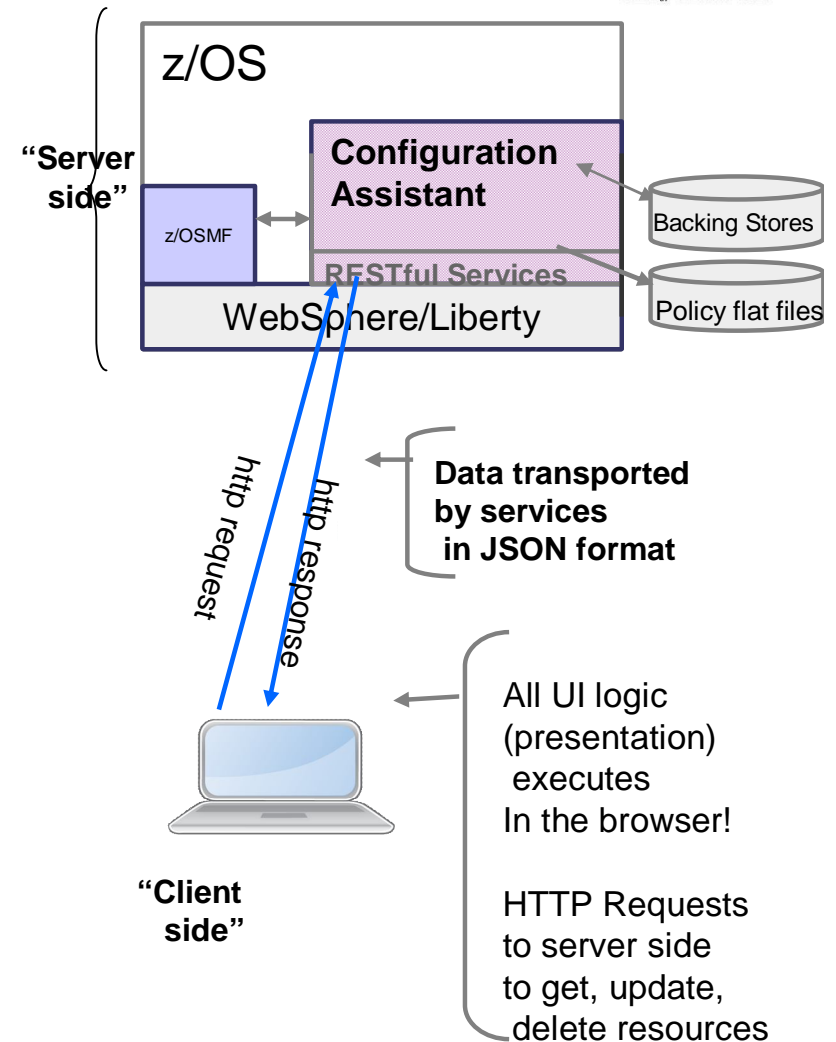 z/OS
“Server
side”
Configuration
Assistant
z/OSMF
Backing Stores
RESTful Services
Policy flat files
WebSphere/Liberty
http request
http response
Data transported
by services
in JSON format
All UI logic
(presentation)
executes
In the browser!
“Client
side”
HTTP Requests
to server side
to get, update,
delete resources